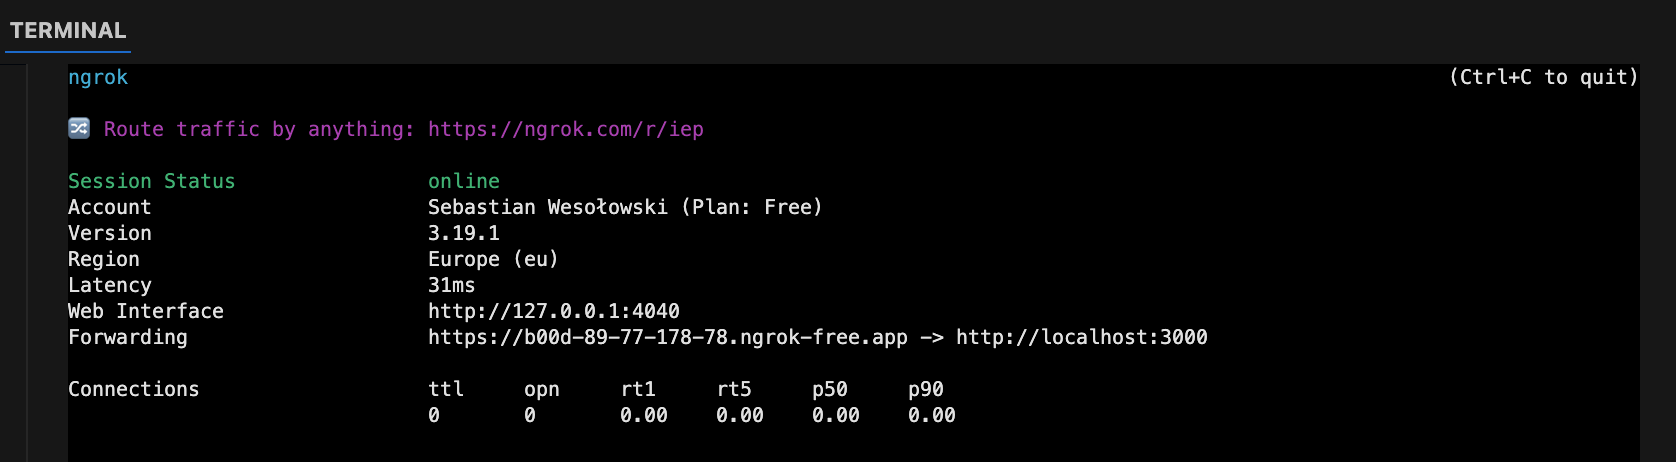 TERMINAL
ngrok (Ctrl+C to quit)
🔀 Route traffic by anything: https://ngrok.com/r/iep
Session Status online
Account Sebastian Wesołowski (Plan: Free)
Version 3.19.1
Region Europe (eu)
Latency 31ms
Web Interface http://127.0.0.1:4040
Forwarding https://b00d-89-77-178-78.ngrok-free.app -> http://localhost:3000
Connections ttl opn rt1 rt5 p50 p90
0 0 0.00 0.00 0.00 0.00